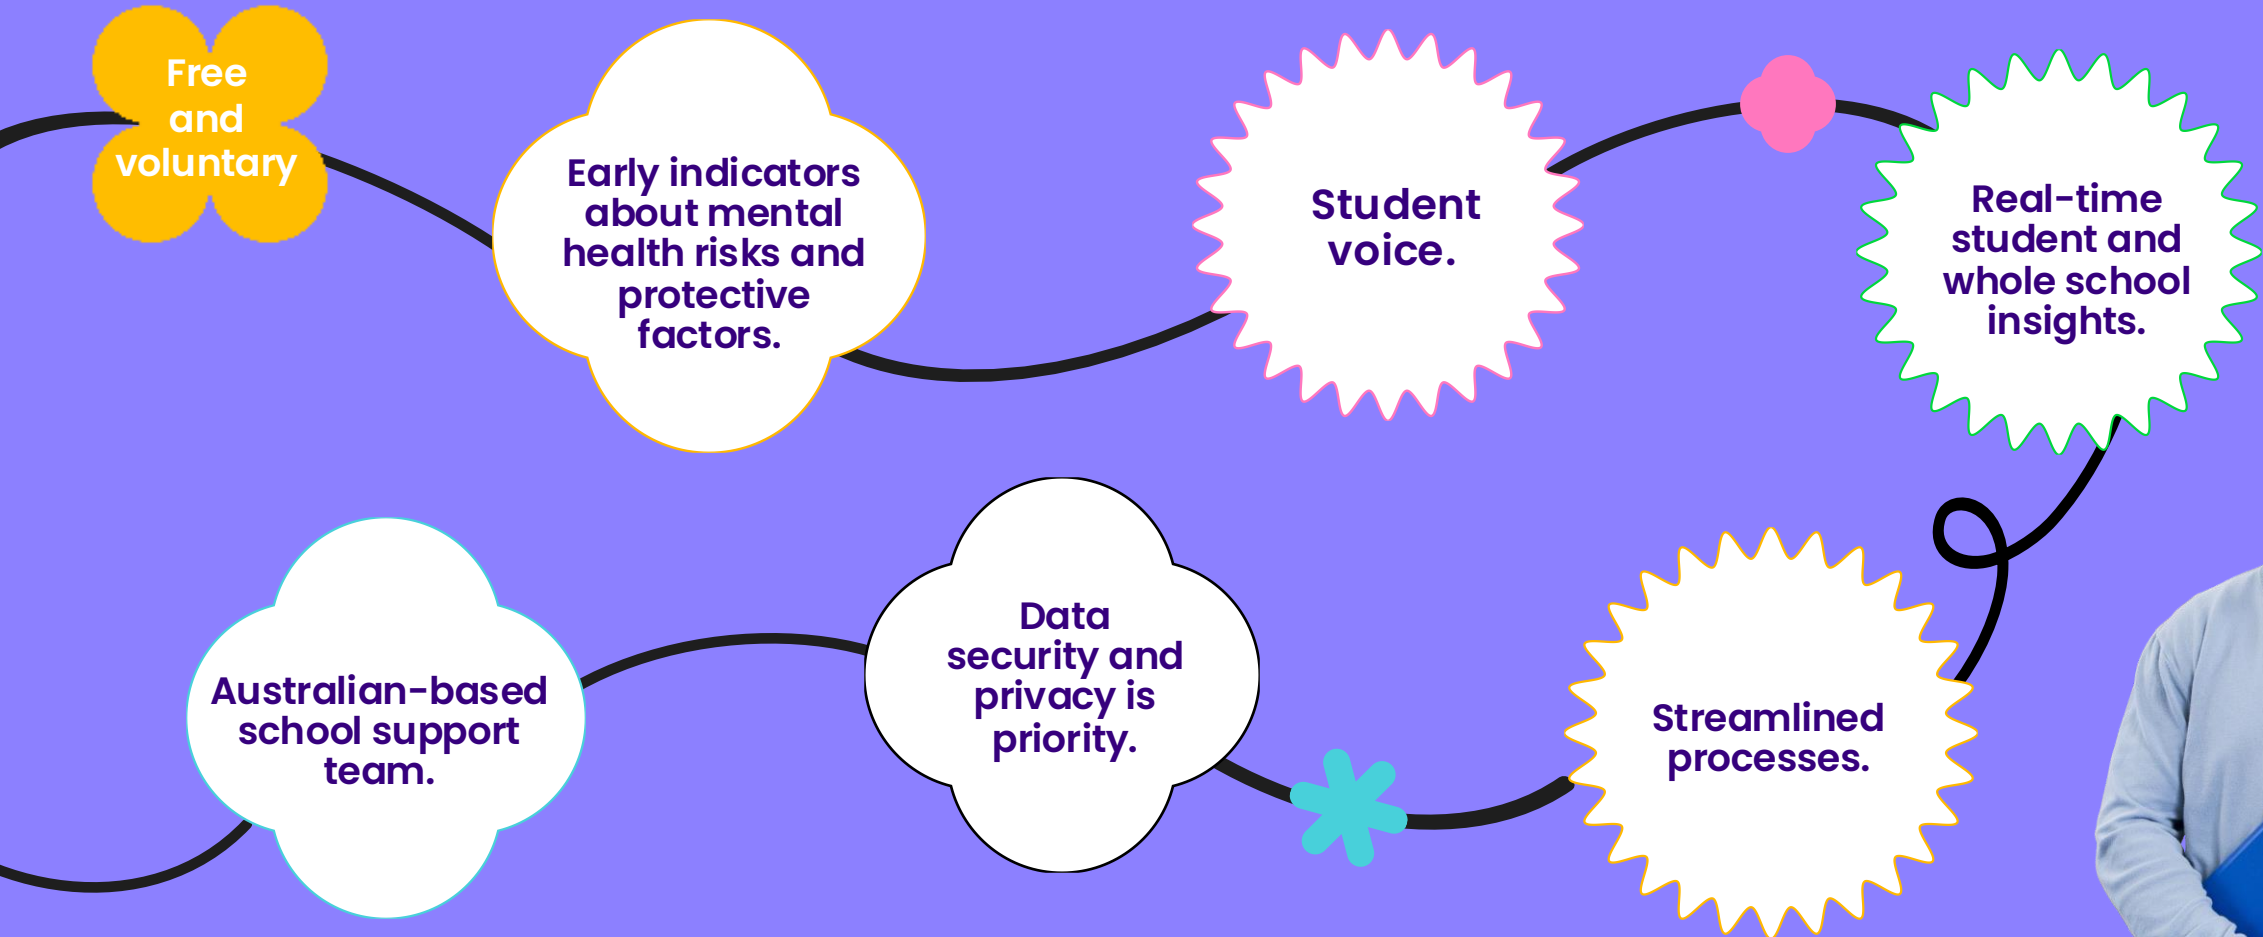 Free
and
voluntary
Early indicators
about mental
health risks and
protective
factors.
Student
voice.
Real-time
student and
whole school
insights.
Streamlined
processes.
Data
security and
privacy is
priority.
Australian-based
school support
team.